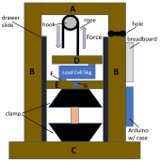 A
drawer
slide
hook
rope
Force
hole
breadboard
D
B
B
Load Cell 5kg
F
E
G
clamp
C
Arduino
w/ case